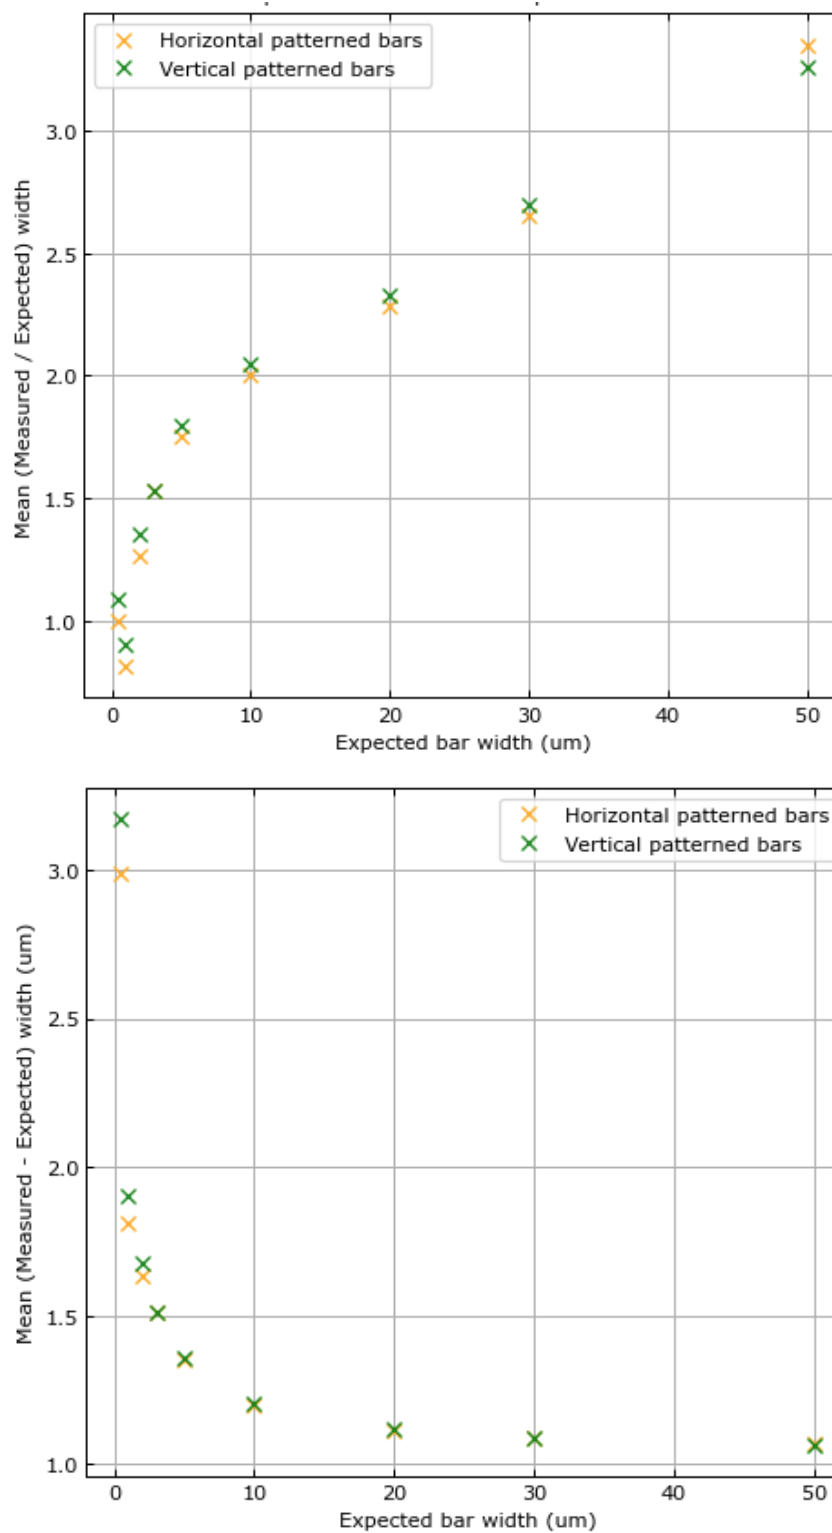 Horizontal patterned bars
Vertical patterned bars
3.0
2.5
2.0
1.5
1.0
Mean (Measured / Expected) width
0 10 20 30 40 50
Expected bar width (um)
Horizontal patterned bars
Vertical patterned bars
3.0
2.5
2.0
1.5
1.0
Mean (Measured - Expected) width (um)
0 10 20 30 40 50
Expected bar width (um)